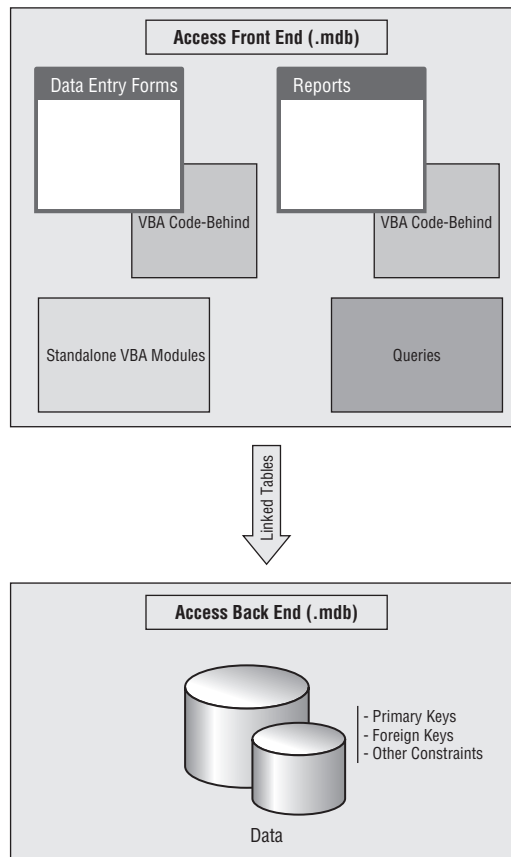 Access Front End (.mdb)
Data Entry Forms
Reports
VBA Code-Behind
VBA Code-Behind
Standalone VBA Modules
Queries
Linked Tables
Access Back End (.mdb)
- Primary Keys
- Foreign Keys
- Other Constraints
Data